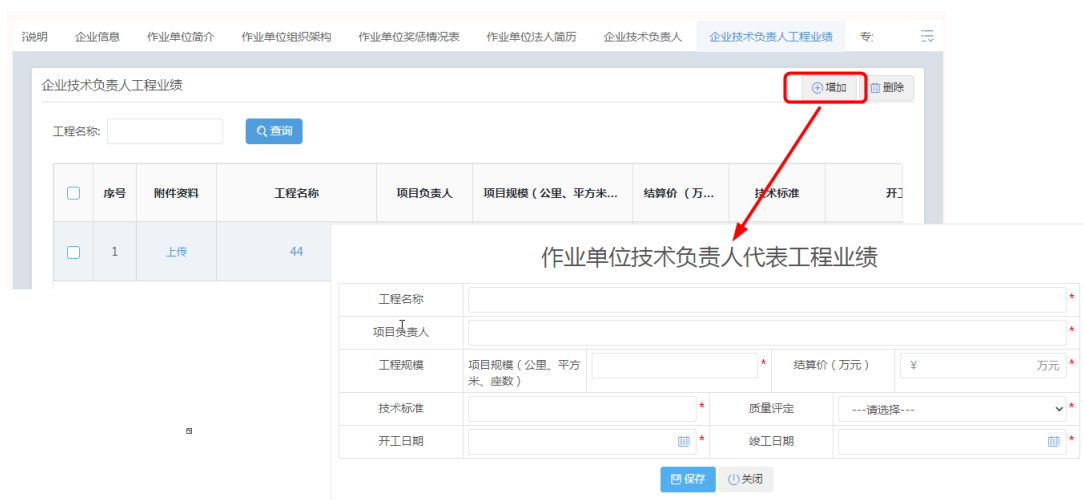 写说明 企业信息 作业单位简介 作业单位组织架构 作业单位奖惩情况表 作业单位法人简历 企业技术负责人 企业技术负责人工程业绩 专
企业技术负责人工程业绩 增加 删除
工程名称: 查询
序号 附件资料 工程名称 项目负责人 项目规模（公里、平方米... 结算价（万... 技术标准 开工
1 上传 44
作业单位技术负责人代表工程业绩
工程名称 *
项目负责人 *
工程规模 项目规模（公里、平方米、座数） * 结算价（万元） ¥ 万元 *
技术标准 * 质量评定 ---请选择--- *
开工日期 * 竣工日期 *
保存 关闭